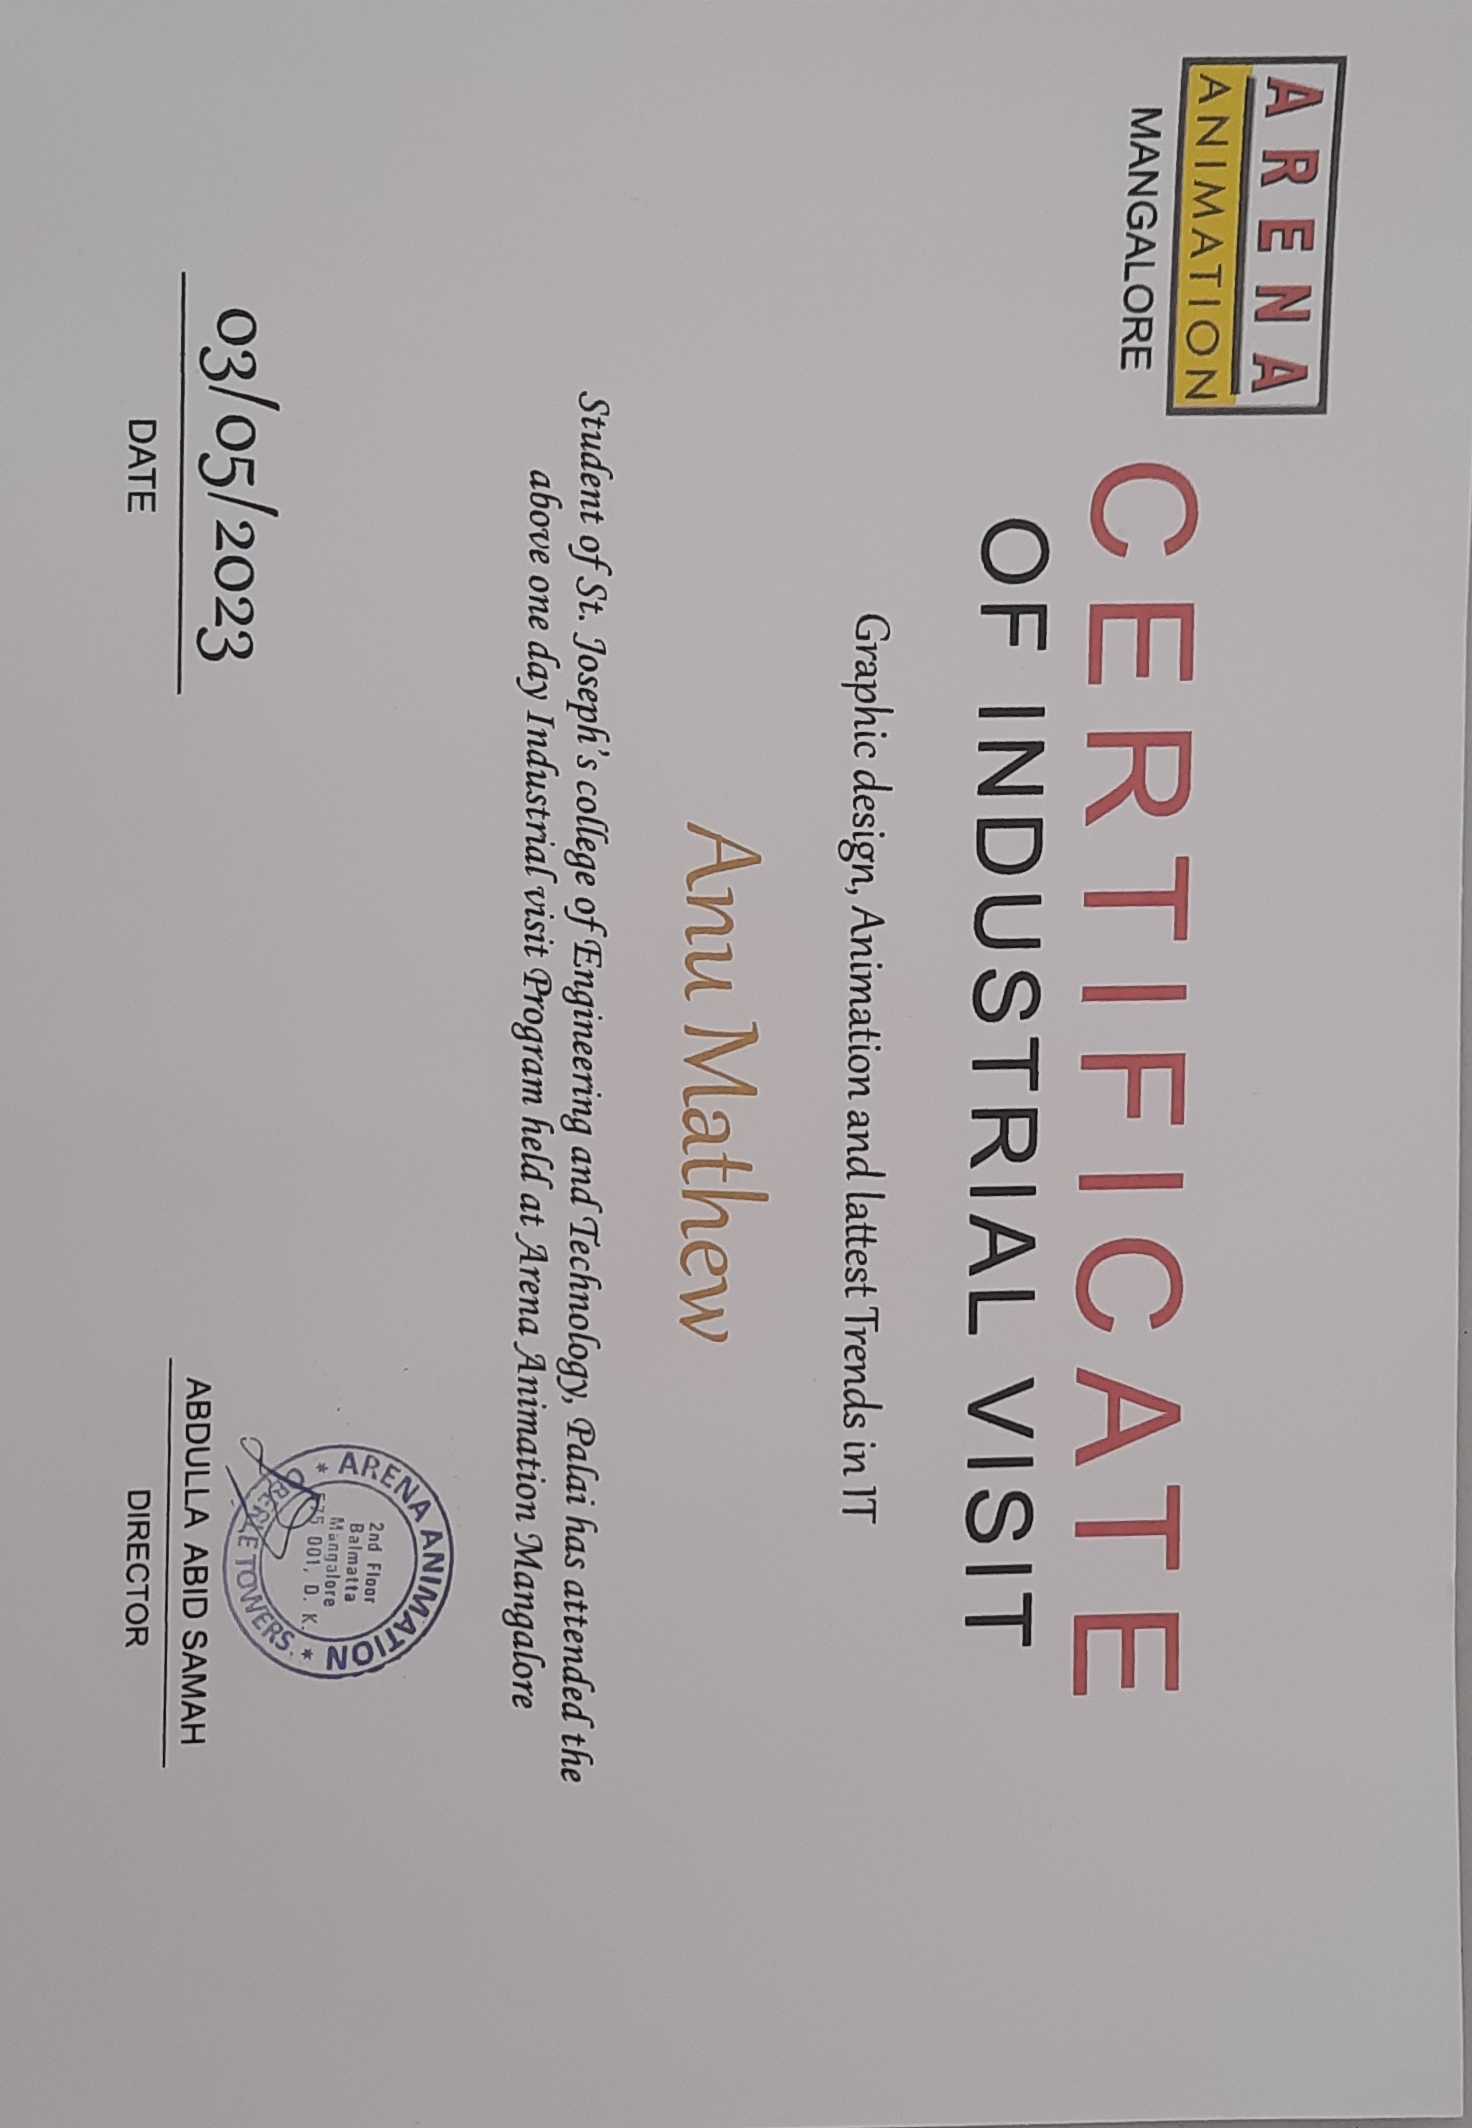 ARENA
ANIMATION
MANGALORE
CERTIFICATE
OF INDUSTRIAL VISIT
Graphic design, Animation and lattest Trends in IT
Anu Mathew
Student of St. Joseph's college of Engineering and Technology, Palai has attended the
above one day Industrial visit Program held at Arena Animation Mangalore
03/05/2023
DATE
ARENA ANIMATION
2nd Floor
Balmatta
Mangalore
575 001, D. K.
* OBERLE TOWERS. *
ABDULLA ABID SAMAH
DIRECTOR